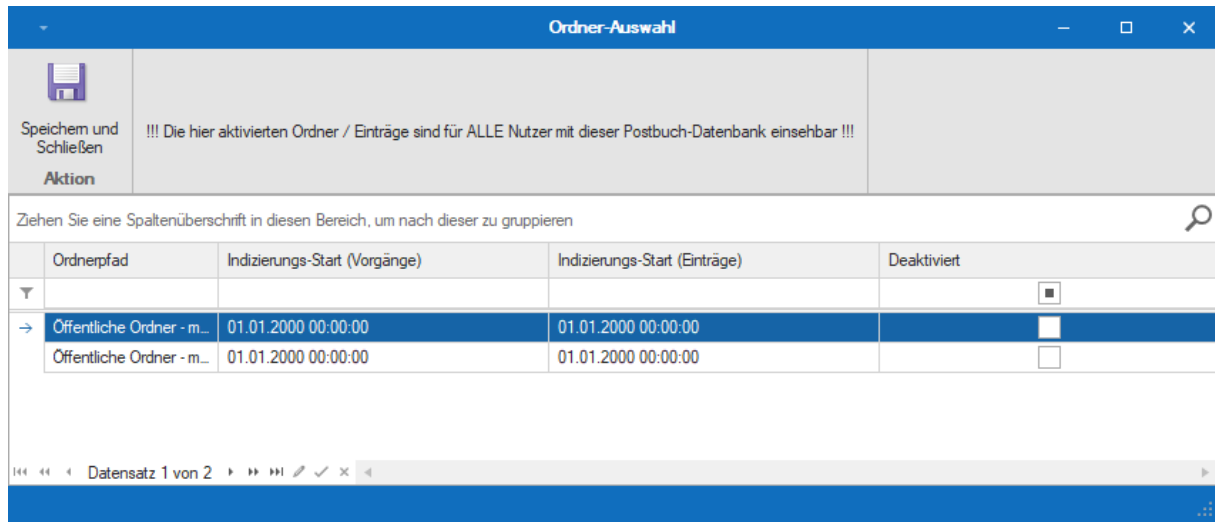 Ordner-Auswahl
Speichern und
Schließen
!!! Die hier aktivierten Ordner / Einträge sind für ALLE Nutzer mit dieser Postbuch-Datenbank einsehbar !!!
Aktion
Ziehen Sie eine Spaltenüberschrift in diesen Bereich, um nach dieser zu gruppieren
Ordnerpfad Indizierungs-Start (Vorgänge) Indizierungs-Start (Einträge) Deaktiviert
Öffentliche Ordner - m... 01.01.2000 00:00:00 01.01.2000 00:00:00
Öffentliche Ordner - m... 01.01.2000 00:00:00 01.01.2000 00:00:00
Datensatz 1 von 2